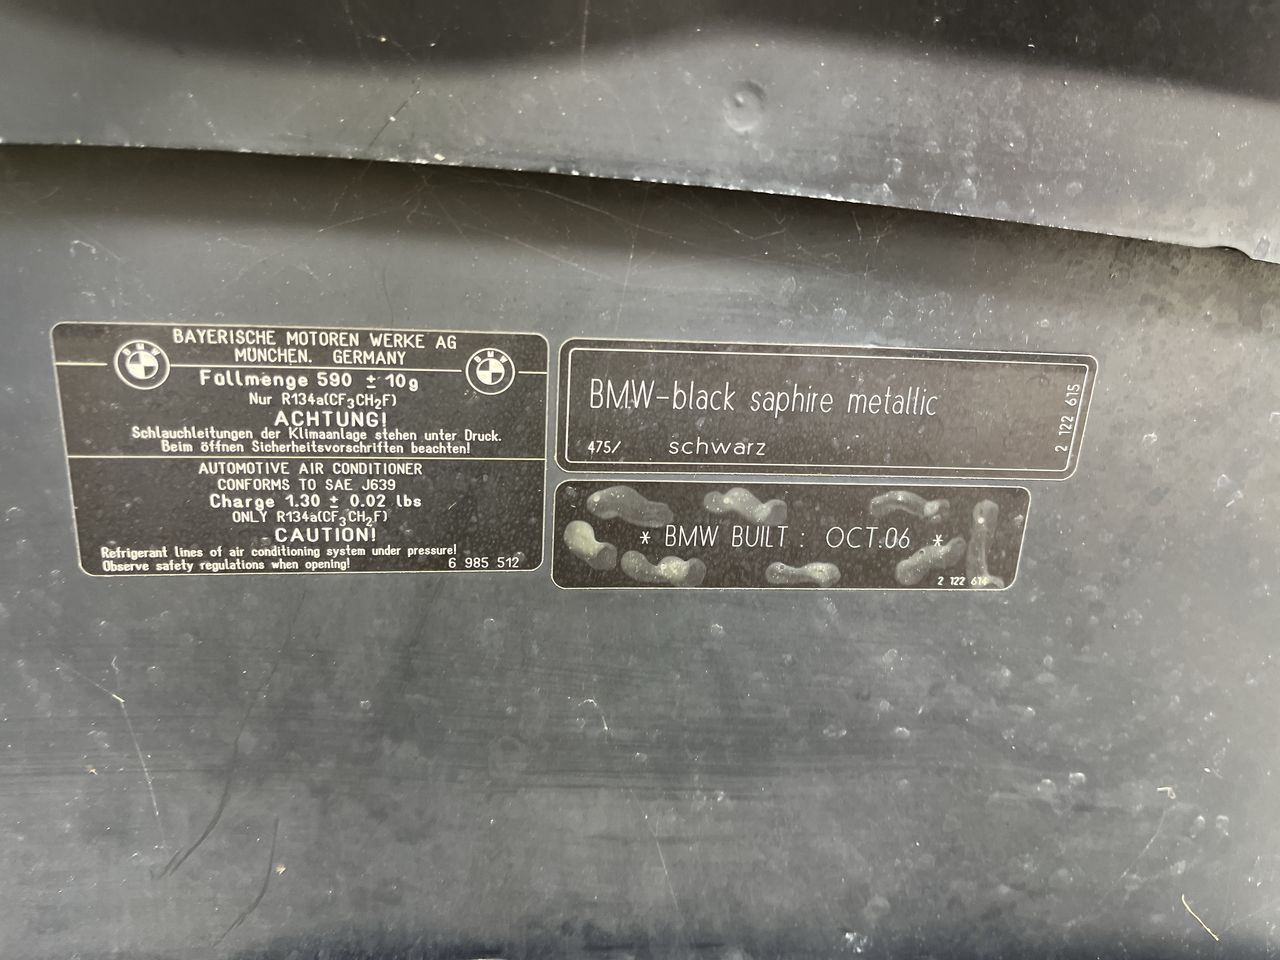 BAYERISCHE MOTOREN WERKE AG
MÜNCHEN. GERMANY
BMW
BMW
Füllmenge 590 ± 10g
Nur R134a(CF3CH2F)
ACHTUNG!
Schlauchleitungen der Klimaanlage stehen unter Druck.
Beim öffnen Sicherheitsvorschriften beachten!
AUTOMOTIVE AIR CONDITIONER
CONFORMS TO SAE J639
Charge 1.30 ± 0.02 lbs
ONLY R134a(CF3CH2F)
CAUTION!
Refrigerant lines of air conditioning system under pressure!
Observe safety regulations when opening!
6 985 512
BMW-black saphire metallic
475/ schwarz
2 122 615
* BMW BUILT : OCT.06 *
2 122 614